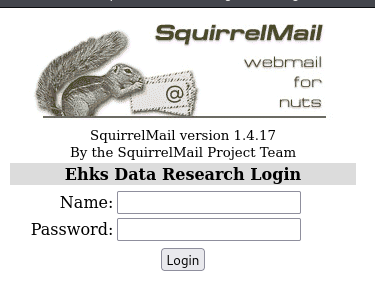 SquirrelMail
webmail
for
nuts
@
SquirrelMail version 1.4.17
By the SquirrelMail Project Team
Ehks Data Research Login
Name:
Password:
Login